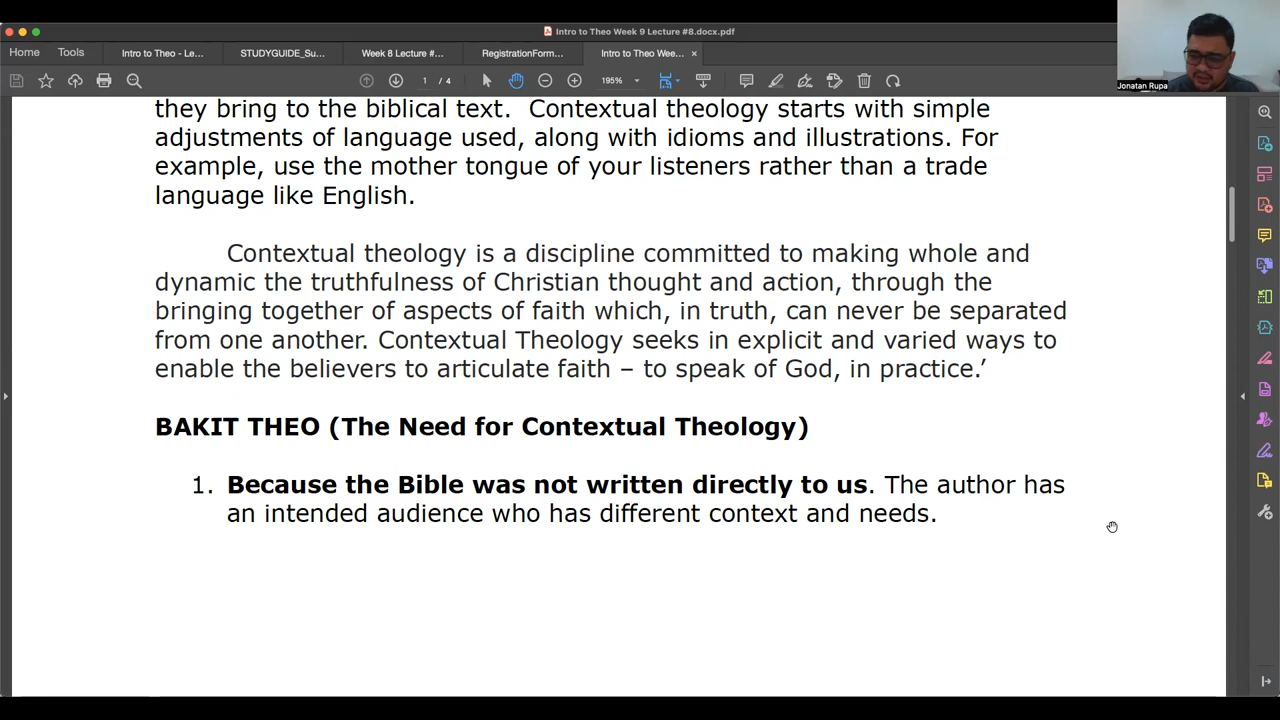 Intro to Theo Week 9 Lecture #8.docx.pdf
Home
Tools
Intro to Theo - Le...
STUDYGUIDE_Su...
Week 8 Lecture #...
RegistrationForm...
Intro to Theo Wee...
1 / 4
195%
Jonatan Rupa
they bring to the biblical text. Contextual theology starts with simple
adjustments of language used, along with idioms and illustrations. For
example, use the mother tongue of your listeners rather than a trade
language like English.
Contextual theology is a discipline committed to making whole and
dynamic the truthfulness of Christian thought and action, through the
bringing together of aspects of faith which, in truth, can never be separated
from one another. Contextual Theology seeks in explicit and varied ways to
enable the believers to articulate faith – to speak of God, in practice.’
BAKIT THEO (The Need for Contextual Theology)
1. Because the Bible was not written directly to us. The author has
an intended audience who has different context and needs.